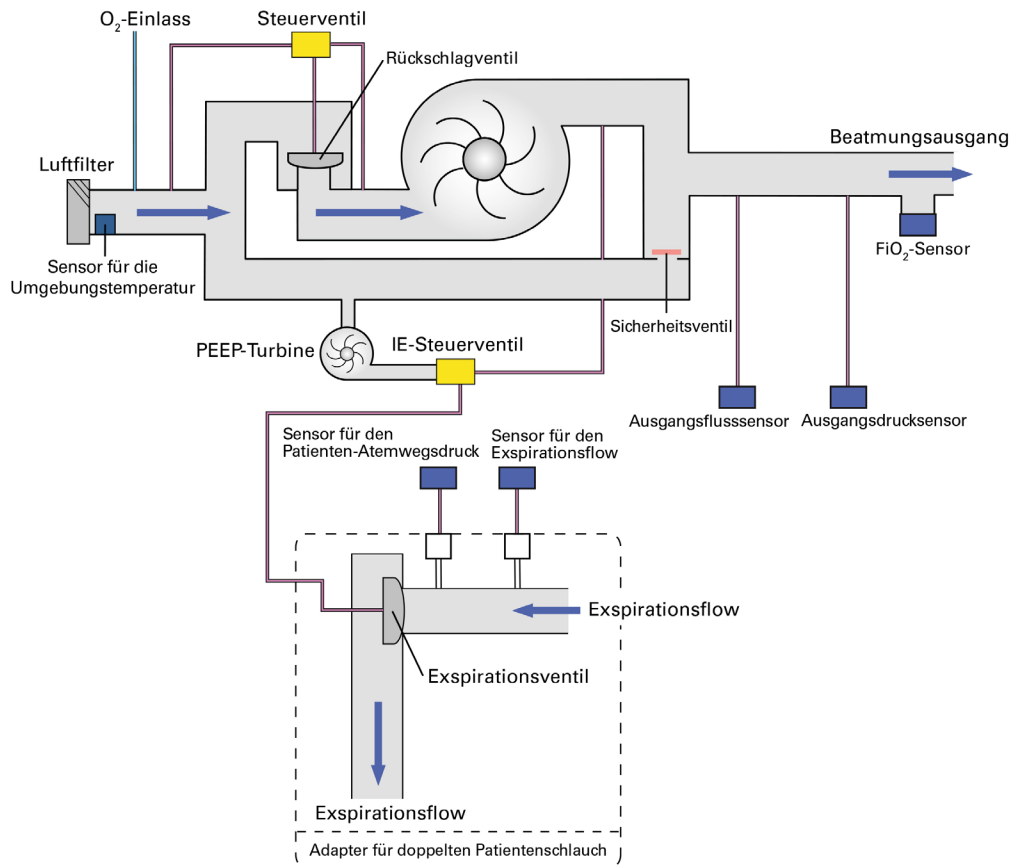 O₂-Einlass
Steuerventil
Rückschlagventil
Luftfilter
Beatmungsausgang
Sensor für die
Umgebungstemperatur
FiO₂-Sensor
Sicherheitsventil
PEEP-Turbine
IE-Steuerventil
Ausgangsflusssensor
Ausgangsdrucksensor
Sensor für den
Patienten-Atemwegsdruck
Sensor für den
Exspirationsflow
Exspirationsflow
Exspirationsventil
Exspirationsflow
Adapter für doppelten Patientenschlauch